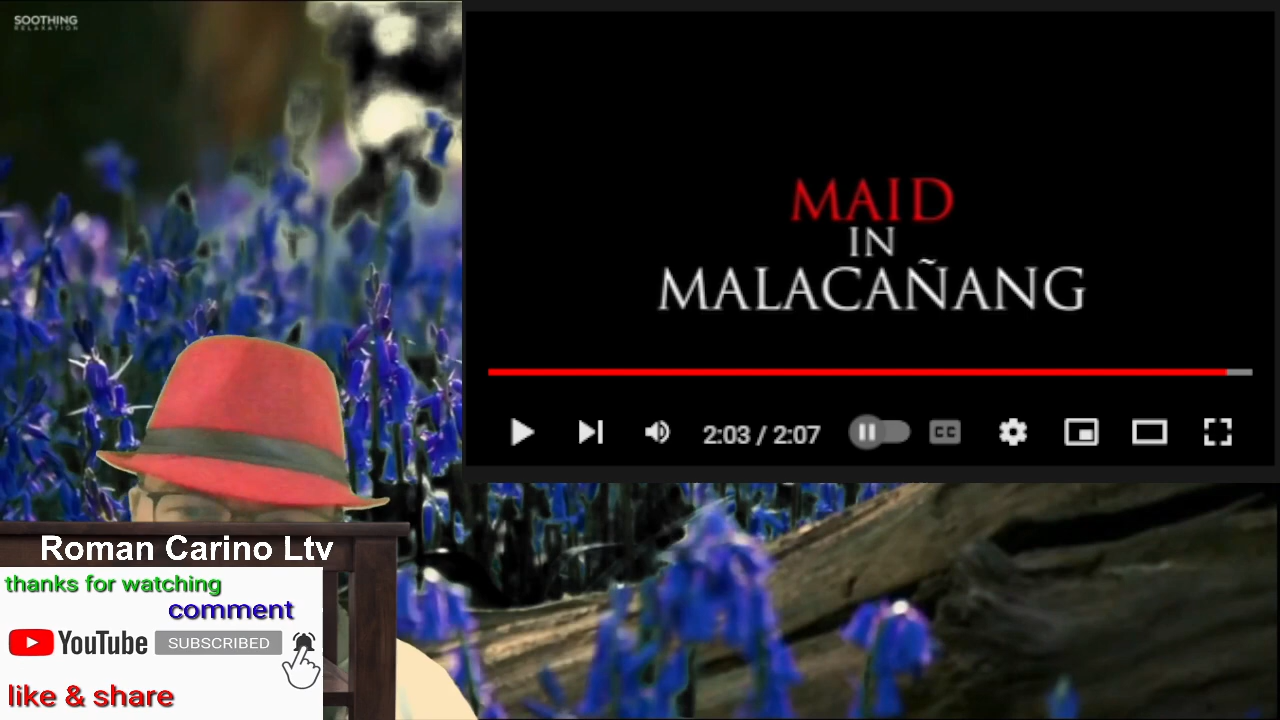 SOOTHING
RELAXATION
MAID
IN
MALACAÑANG
2:03 / 2:07
CC
Roman Carino Ltv
thanks for watching
comment
YouTube SUBSCRIBED
like & share